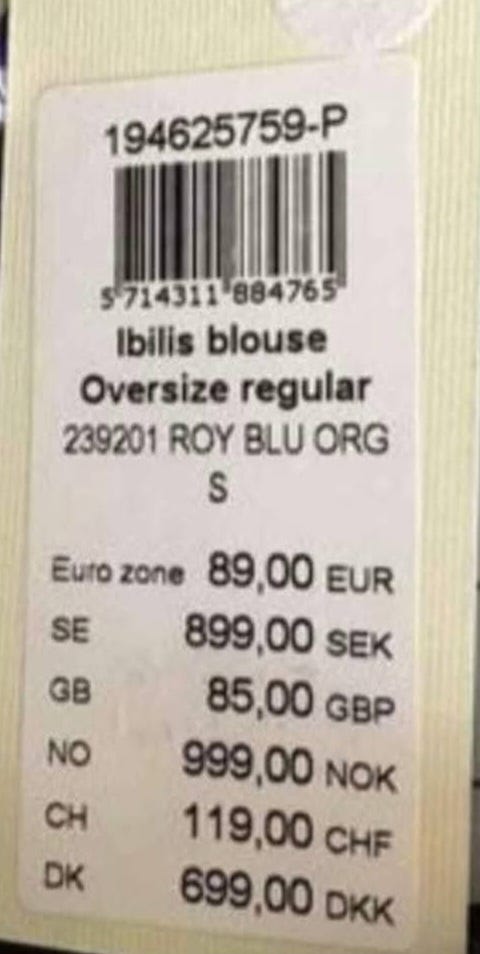 194625759-P
5 714311 884765
Ibilis blouse
Oversize regular
239201 ROY BLU ORG
S
Euro zone 89,00 EUR
SE 899,00 SEK
GB 85,00 GBP
NO 999,00 NOK
CH 119,00 CHF
DK 699,00 DKK